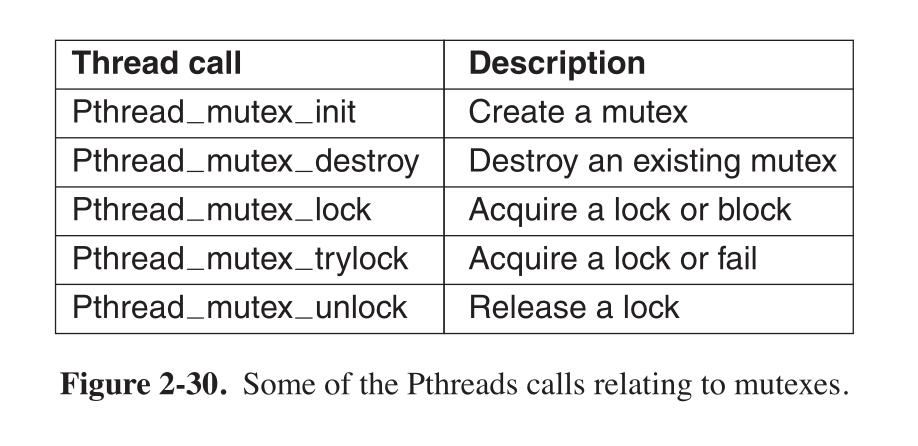 Thread call Description
Pthread_mutex_init Create a mutex
Pthread_mutex_destroy Destroy an existing mutex
Pthread_mutex_lock Acquire a lock or block
Pthread_mutex_trylock Acquire a lock or fail
Pthread_mutex_unlock Release a lock
Figure 2-30. Some of the Pthreads calls relating to mutexes.